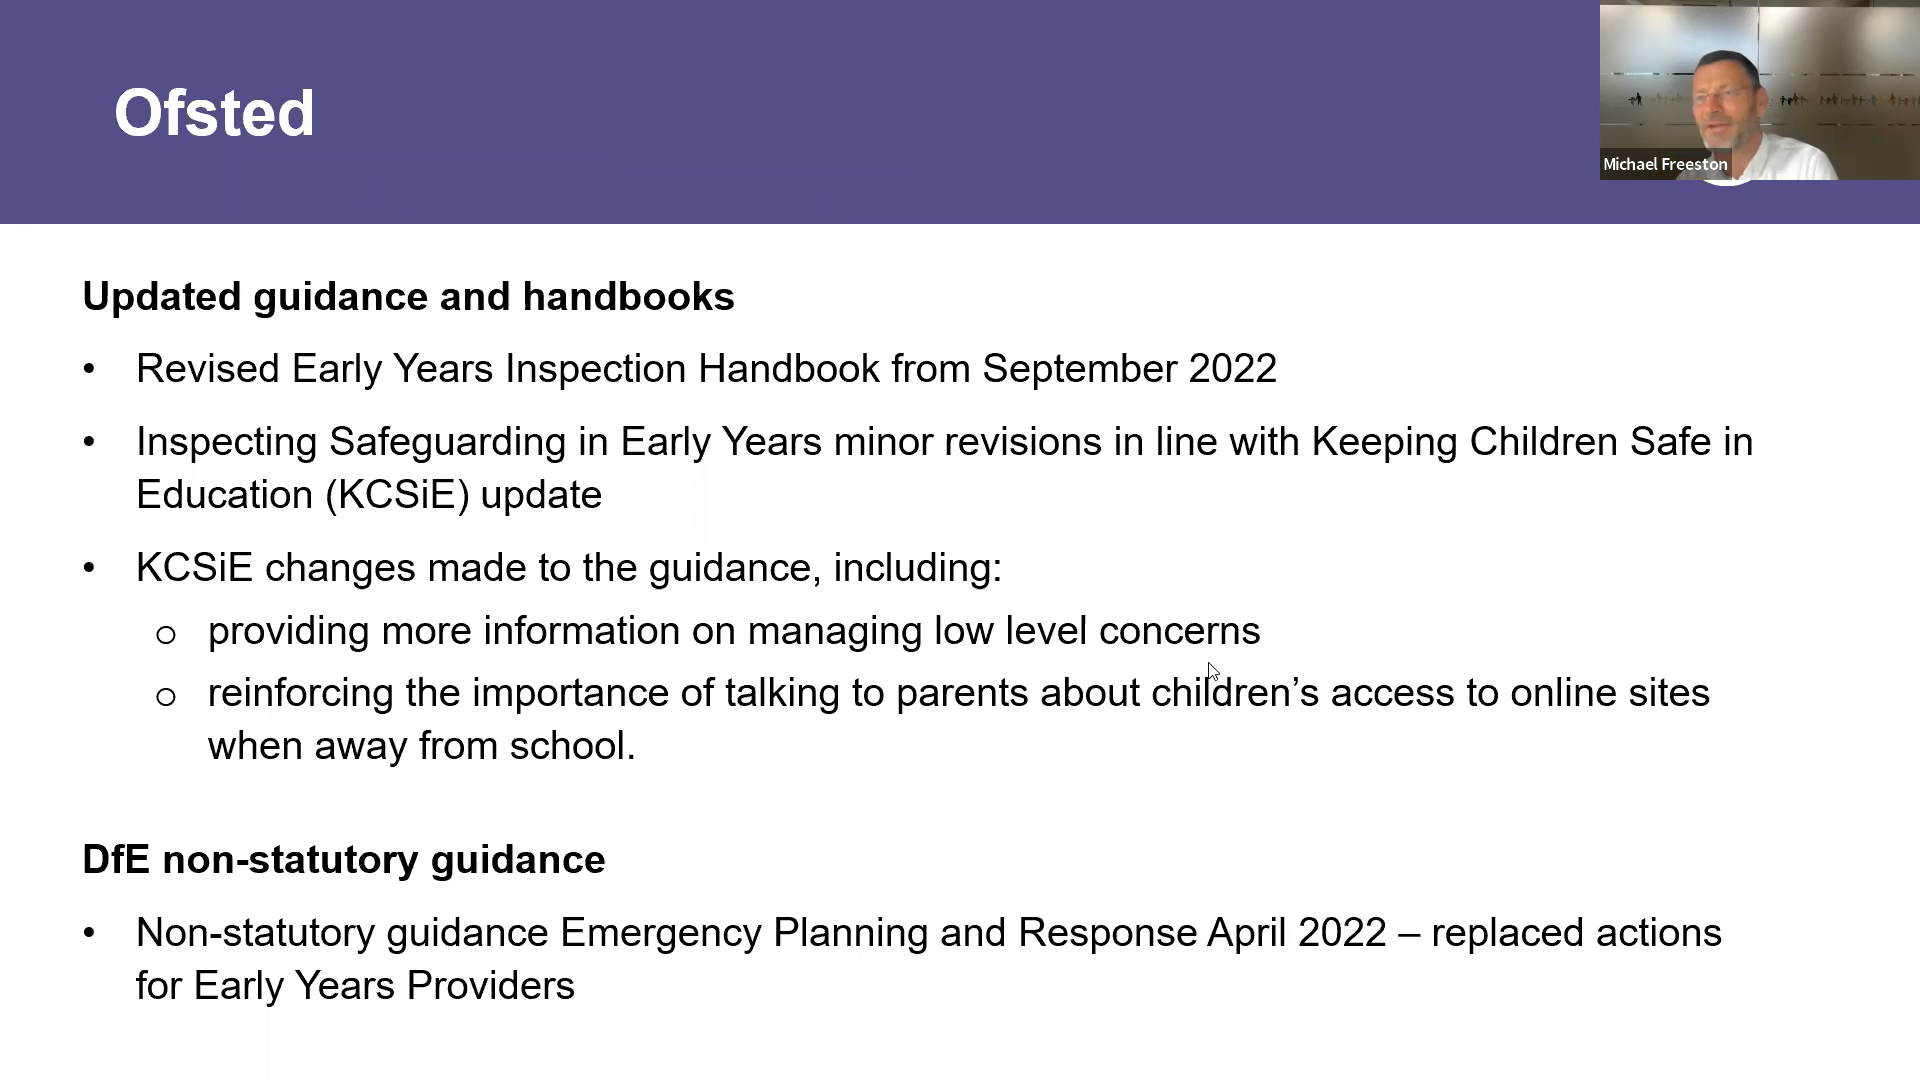 Ofsted
Michael Freeston
Updated guidance and handbooks
• Revised Early Years Inspection Handbook from September 2022
• Inspecting Safeguarding in Early Years minor revisions in line with Keeping Children Safe in
Education (KCSiE) update
• KCSiE changes made to the guidance, including:
o providing more information on managing low level concerns
o reinforcing the importance of talking to parents about children’s access to online sites
when away from school.
DfE non-statutory guidance
• Non-statutory guidance Emergency Planning and Response April 2022 – replaced actions
for Early Years Providers